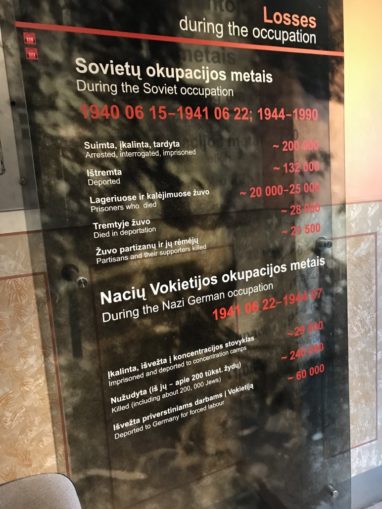 Losses
during the occupation
Sovietų okupacijos metais
During the Soviet occupation
1940 06 15–1941 06 22; 1944–1990
Suimta, įkalinta, tardyta
Arrested, interrogated, imprisoned
~ 200 000
Ištremta
Deported
~ 132 000
Lageriuose ir kalėjimuose žuvo
Prisoners who died
~ 20 000–25 000
Tremtyje žuvo
Died in deportation
~ 28 000
Žuvo partizanų ir jų rėmėjų
Partisans and their supporters killed
500
Nacių Vokietijos okupacijos metais
During the Nazi German occupation
1941 06 22–1944
Įkalinta, išvežta į koncentracijos stovyklas
Imprisoned and deported to concentration camps
Nužudyta (iš jų – apie 200 tūkst. žydų)
Killed (including about 200, 000 Jews)
~ 240 000
Išvežta priverstiniams darbams į Vokietiją
Deported to Germany for forced labour
~ 60 000